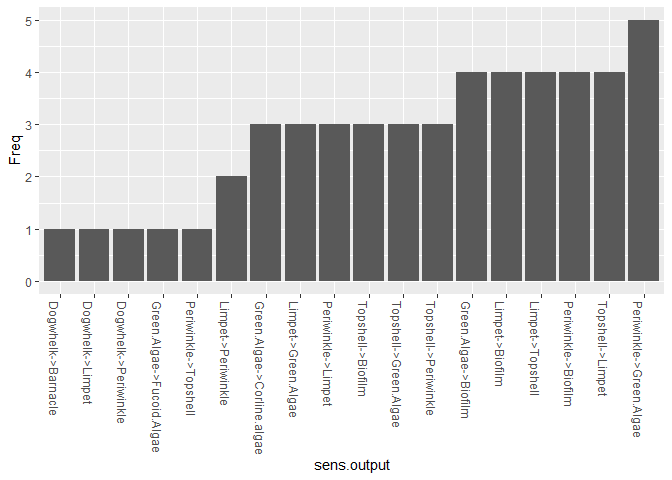 5
4
3
2
1
0
Freq
Dogwhelk->Barnacle
Dogwhelk->Limpet
Dogwhelk->Periwinkle
Green.Algae->Fucoid.Algae
Periwinkle->Topshell
Limpet->Periwinkle
Green.Algae->Corline.algae
Limpet->Green.Algae
Periwinkle->Limpet
Topshell->Biofilm
Topshell->Green.Algae
Topshell->Periwinkle
Green.Algae->Biofilm
Limpet->Biofilm
Limpet->Topshell
Periwinkle->Biofilm
Topshell->Limpet
Periwinkle->Green.Algae
sens.output